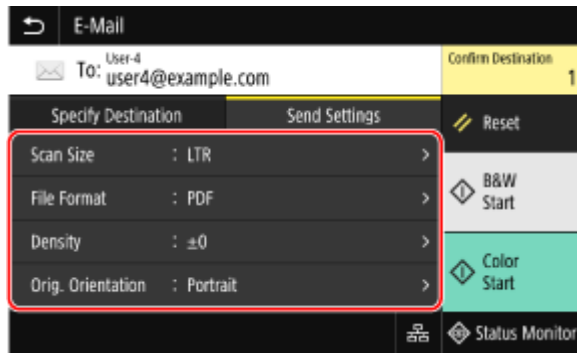 E-Mail
To: User-4
user4@example.com
Confirm Destination
1
Specify Destination
Send Settings
Reset
Scan Size : LTR
File Format : PDF
Density : ±0
Orig. Orientation : Portrait
B&W
Start
Color
Start
Status Monitor